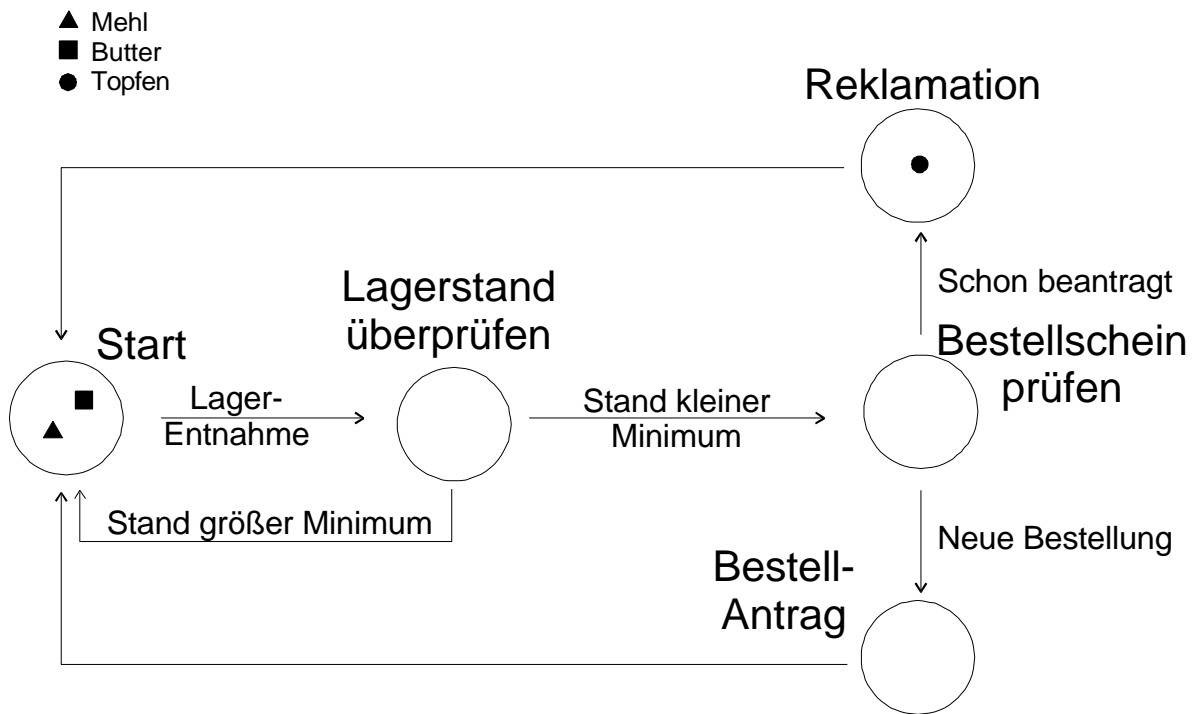 Mehl
Butter
Topfen
Reklamation
Schon beantragt
Lagerstand
überprüfen
Start
Bestellschein
prüfen
Lager-
Entnahme
Stand kleiner
Minimum
Stand größer Minimum
Neue Bestellung
Bestell-
Antrag